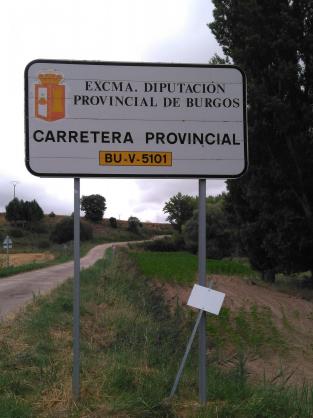 EXCMA. DIPUTACIÓN
PROVINCIAL DE BURGOS
CARRETERA PROVINCIAL
BU-V-5101